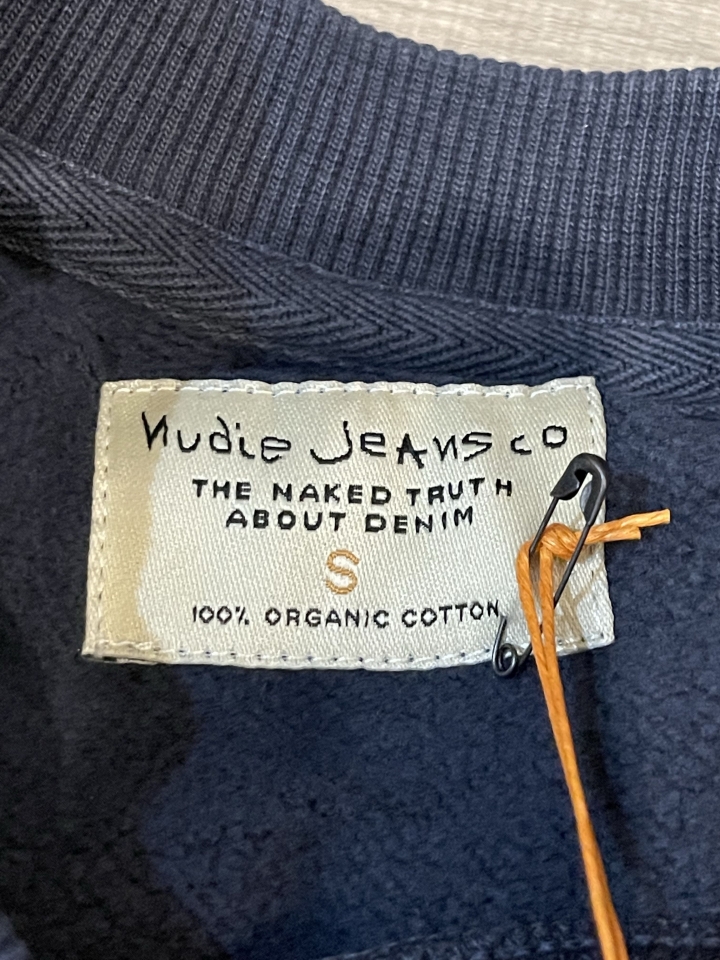 Nudie Jeans co
THE NAKED TRUTH
ABOUT DENIM
S
100% ORGANIC COTTON